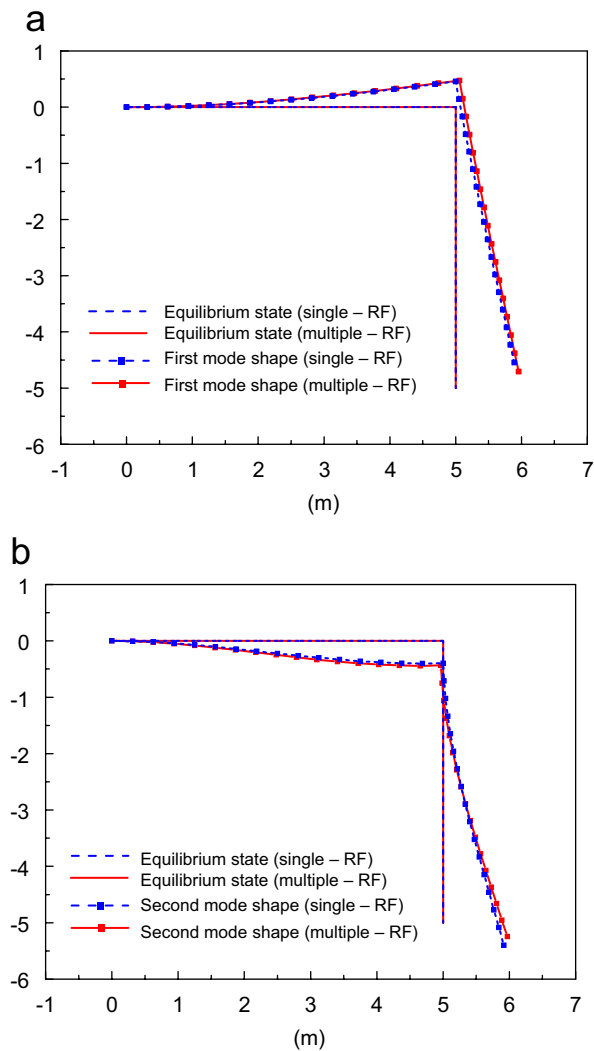 a
1
0
-1
-2
-3
-4
-5
-6
Equilibrium state (single – RF)
Equilibrium state (multiple – RF)
First mode shape (single – RF)
First mode shape (multiple – RF)
-1 0 1 2 3 4 5 6 7
(m)
b
1
0
-1
-2
-3
-4
-5
-6
Equilibrium state (single – RF)
Equilibrium state (multiple – RF)
Second mode shape (single – RF)
Second mode shape (multiple – RF)
-1 0 1 2 3 4 5 6 7
(m)